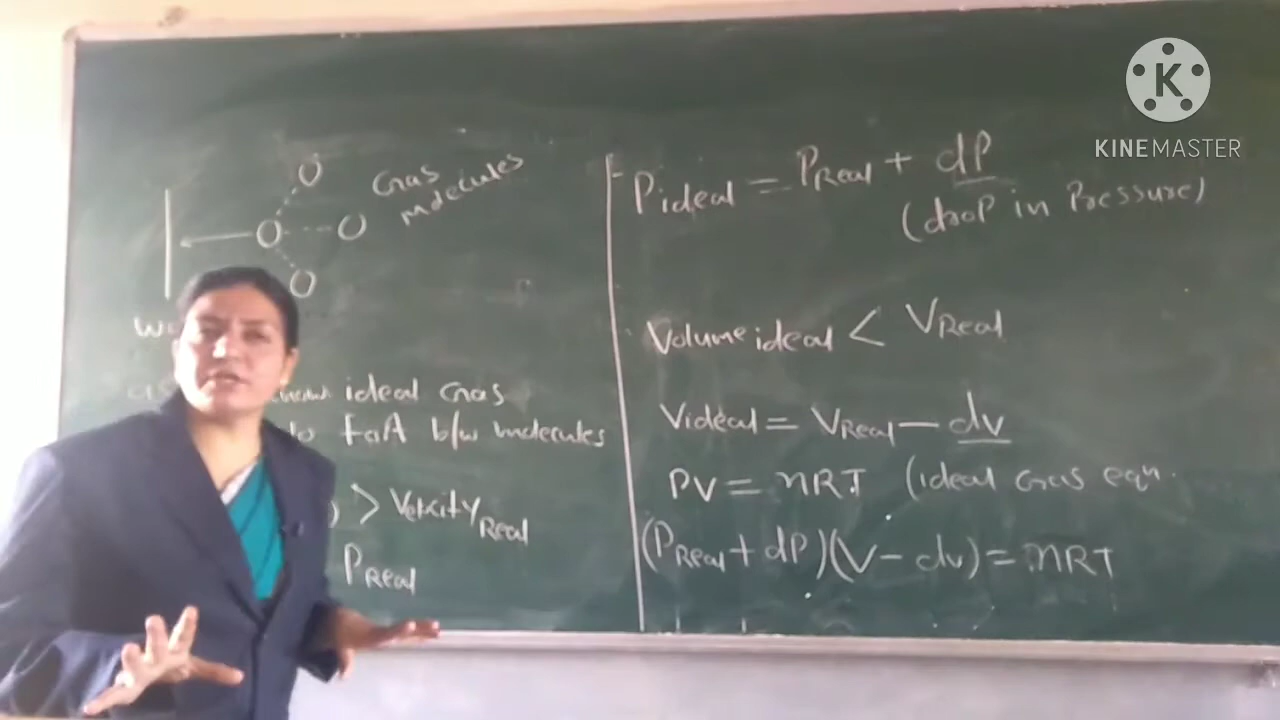 Gas
molecules
ideal Gas
FOA b/w molecules
) > Velocity Real
P Real
P ideal = P Real + dP
(drop in Pressure)
Volume ideal < V Real
V ideal = V Real - dv
PV = nRT (ideal Gas eqn.
(P Real + dP)(V - dv) = nRT
K
KINEMASTER